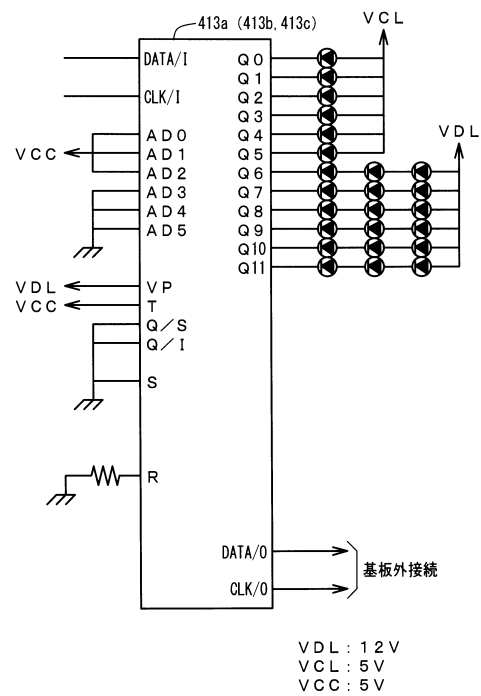 413a (413b, 413c)
VCL
DATA/I
Q0
Q1
CLK/I
Q2
Q3
AD0
Q4
VDL
VCC
AD1
Q5
AD2
Q6
AD3
Q7
AD4
Q8
AD5
Q9
Q10
Q11
VDL
VP
VCC
T
Q/S
Q/I
S
R
DATA/O
CLK/O
基板外接続
VDL:12V
VCL:5V
VCC:5V